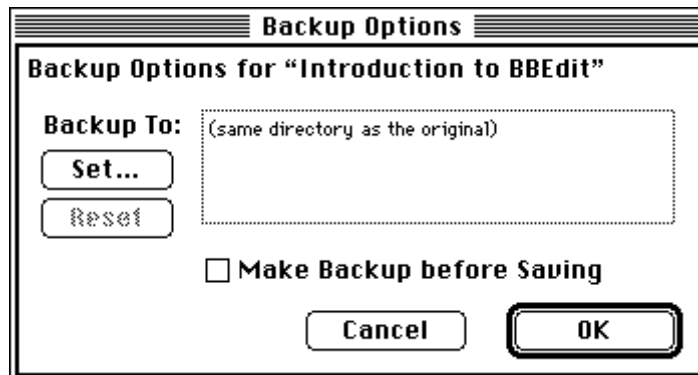 Backup Options
Backup Options for “Introduction to BBEdit”
Backup To:
(same directory as the original)
Set...
Reset
Make Backup before Saving
Cancel
OK